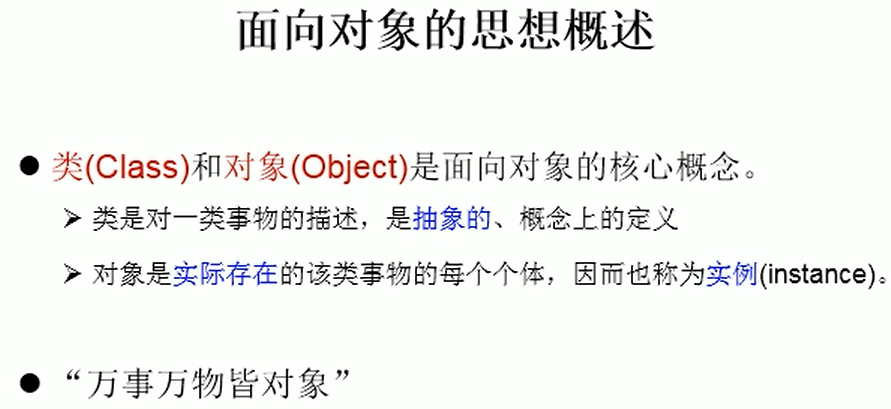 面向对象的思想概述
● 类(Class)和对象(Object)是面向对象的核心概念。
➢ 类是对一类事物的描述，是抽象的、概念上的定义
➢ 对象是实际存在的该类事物的每个个体，因而也称为实例(instance)。
● “万事万物皆对象”